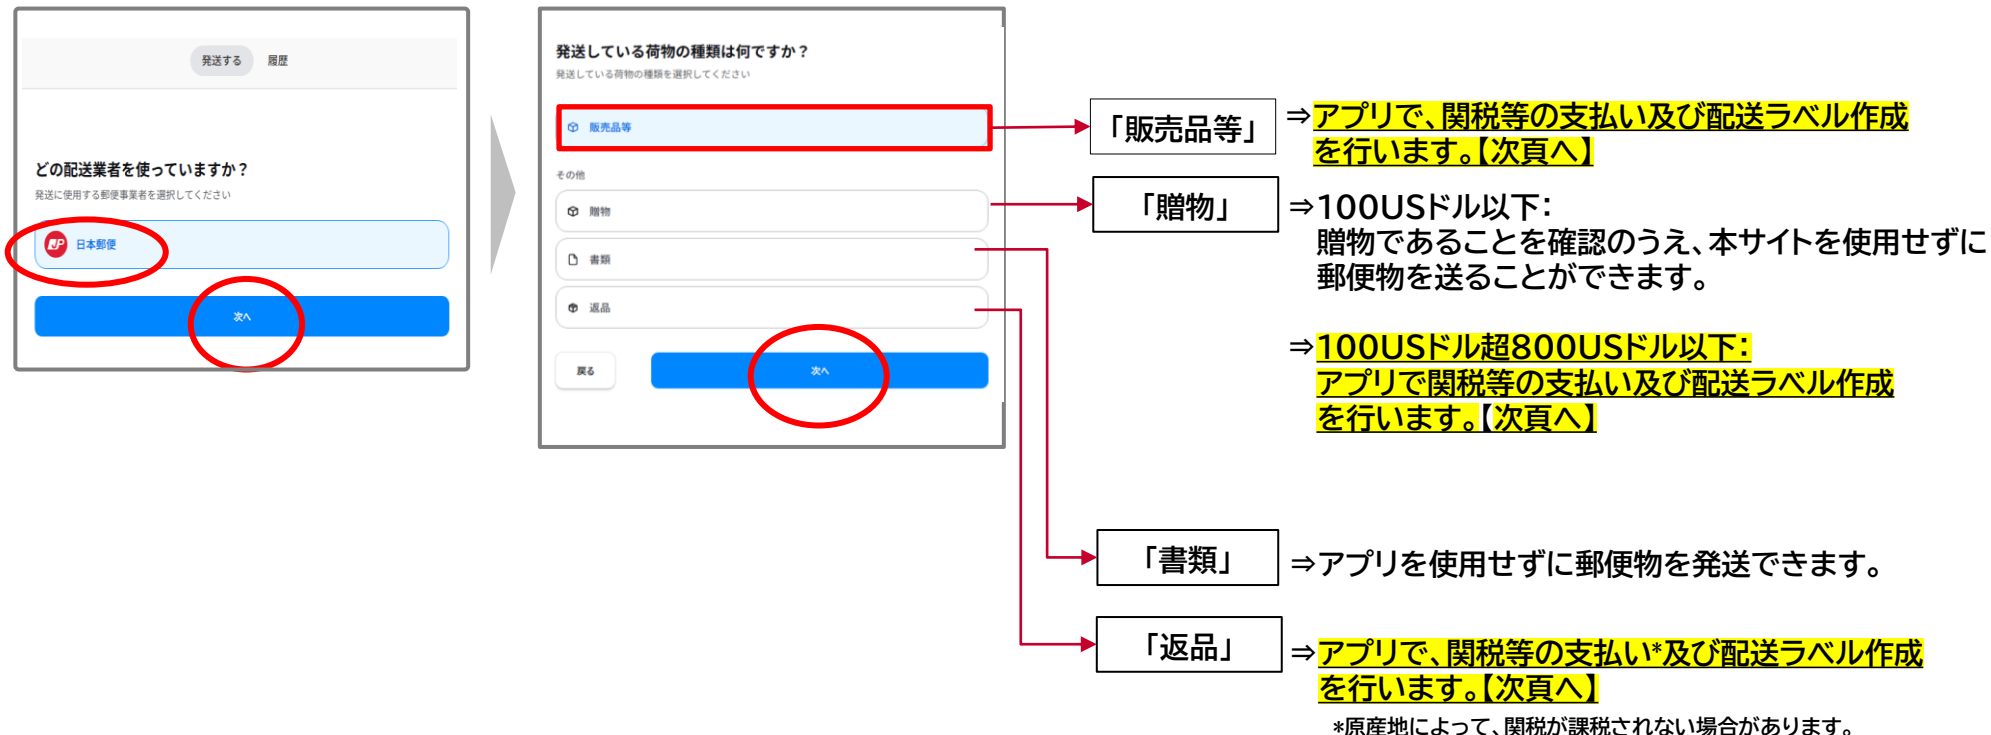 発送する 履歴
どの配送業者を使っていますか？
発送に使用する郵便事業者を選択してください
JP 日本郵便
次へ
発送している荷物の種類は何ですか？
発送している荷物の種類を選択してください
販売品等
その他
贈物
書類
返品
戻る 次へ
「販売品等」 ⇒アプリで、関税等の支払い及び配送ラベル作成
を行います。【次頁へ】
「贈物」 ⇒100USドル以下：
贈物であることを確認のうえ、本サイトを使用せずに
郵便物を送ることができます。
⇒100USドル超800USドル以下：
アプリで関税等の支払い及び配送ラベル作成
を行います。【次頁へ】
「書類」 ⇒アプリを使用せずに郵便物を発送できます。
「返品」 ⇒アプリで、関税等の支払い*及び配送ラベル作成
を行います。【次頁へ】
*原産地によって、関税が課税されない場合があります。